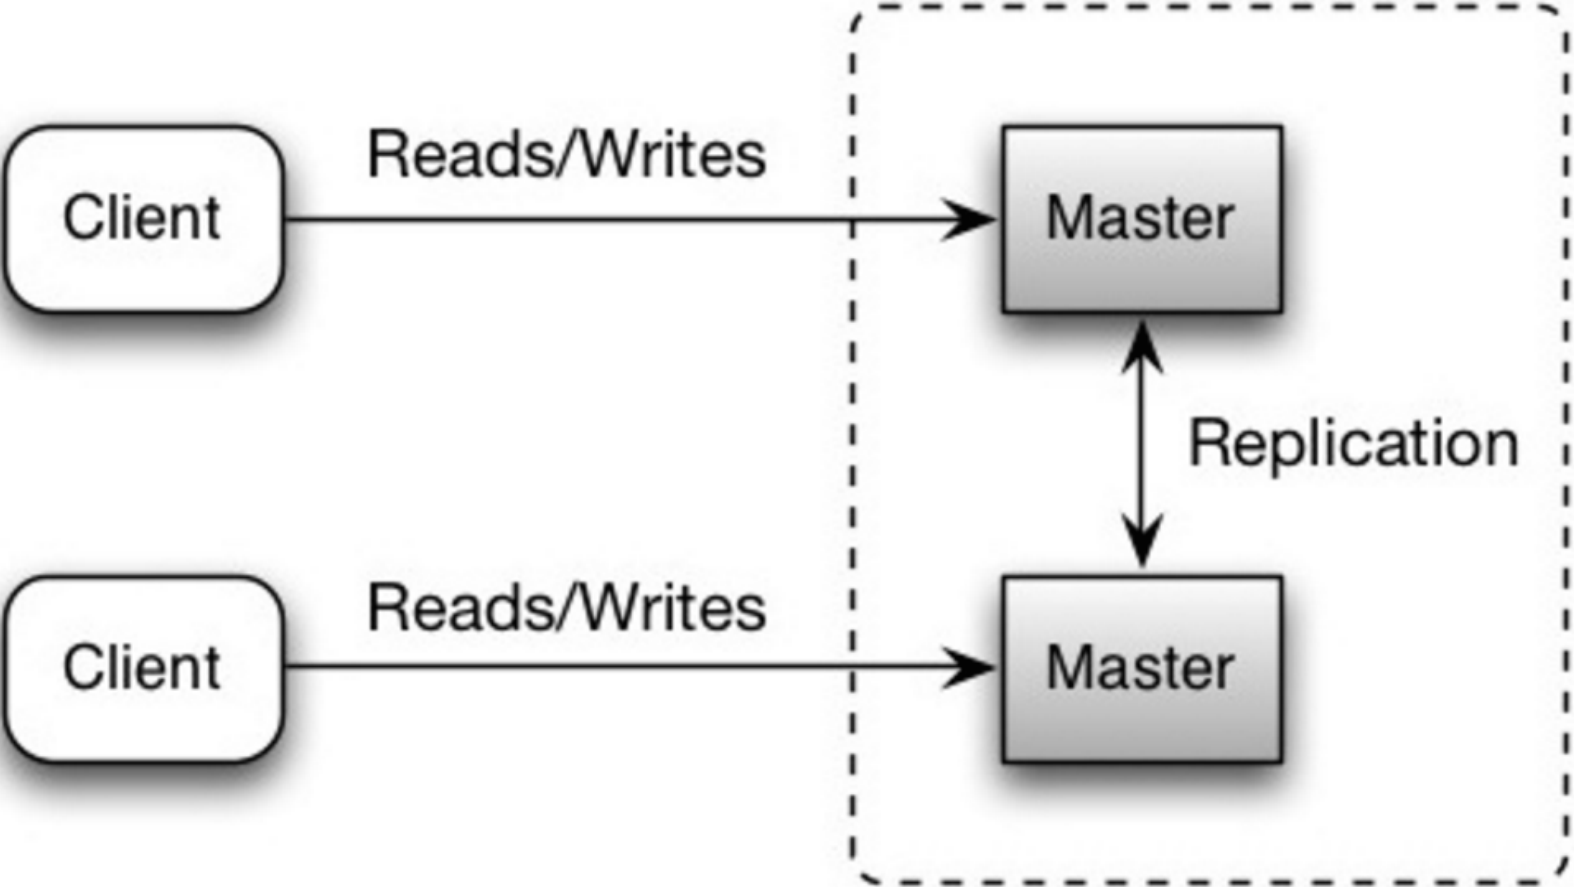 Reads/Writes
Client
Master
Replication
Reads/Writes
Client
Master